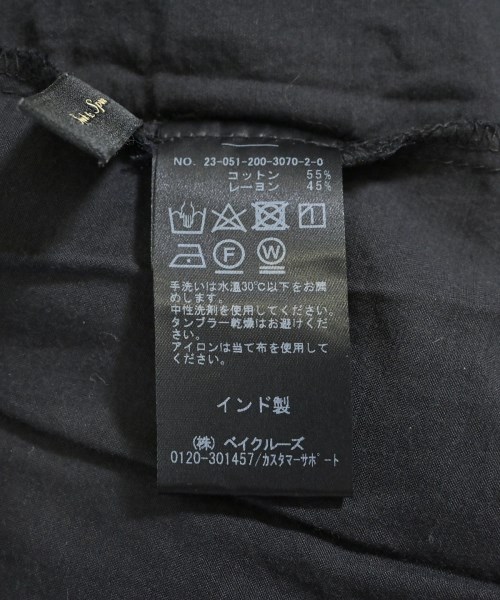 NO. 23-051-200-3070-2-0
コットン 55%
レーヨン 45%
F W
手洗いは水温30℃以下をお薦
めします。
中性洗剤を使用してください。
タンブラー乾燥はお避けくだ
さい。
アイロンは当て布を使用して
ください。
インド製
(株) ベイクルーズ
0120-301457/カスタマーサポート